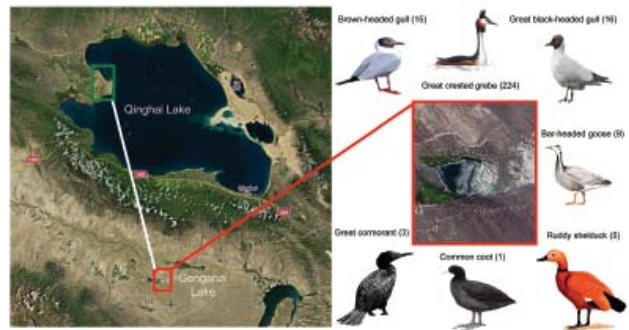 Brown-headed gull (15)
Great black-headed gull (16)
Great crested grebe (224)
Qinghai Lake
Bar-headed goose (9)
Great cormorant (3)
Common coot (1)
Ruddy shelduck (5)
Lake